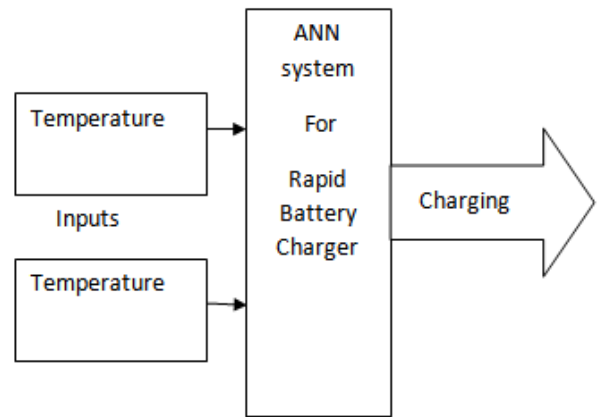 Temperature
Inputs
Temperature
ANN
system
For
Rapid
Battery
Charger
Charging